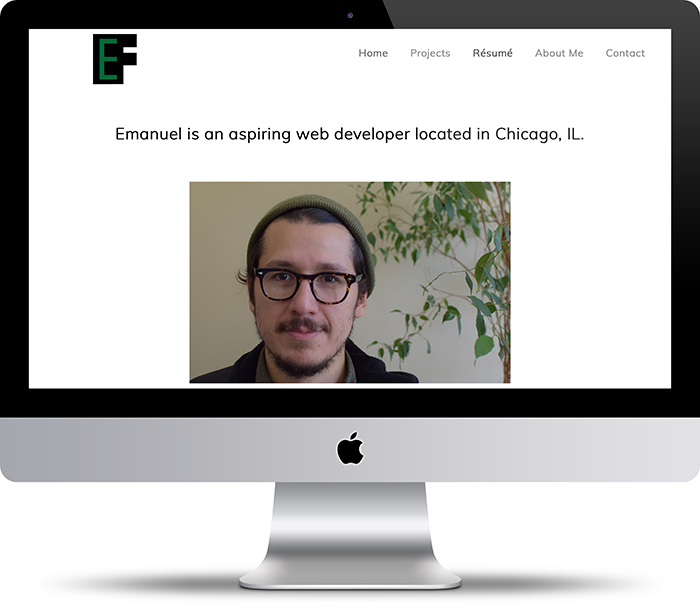 EF
Home Projects Résumé About Me Contact
Emanuel is an aspiring web developer located in Chicago, IL.